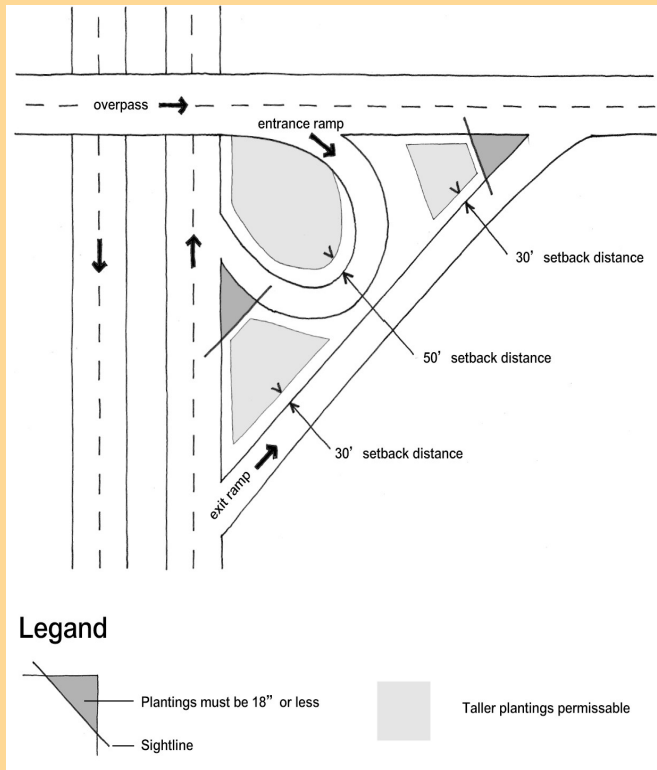 overpass
entrance ramp
30’ setback distance
50’ setback distance
30’ setback distance
exit ramp
Legand
Plantings must be 18” or less
Sightline
Taller plantings permissable